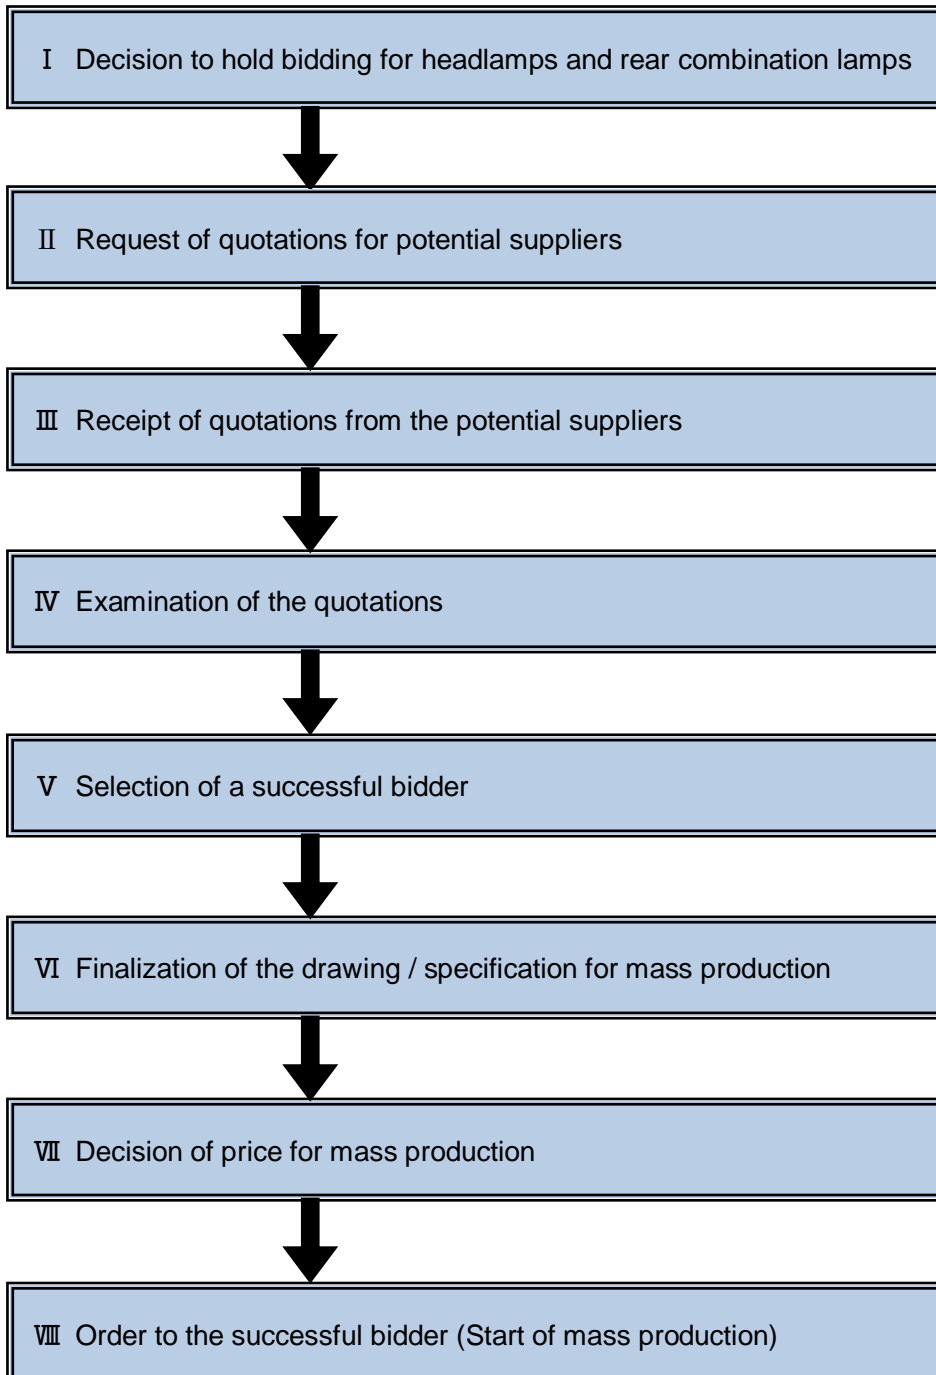 Ⅰ Decision to hold bidding for headlamps and rear combination lamps
Ⅱ Request of quotations for potential suppliers
Ⅲ Receipt of quotations from the potential suppliers
Ⅳ Examination of the quotations
Ⅴ Selection of a successful bidder
Ⅵ Finalization of the drawing / specification for mass production
Ⅶ Decision of price for mass production
Ⅷ Order to the successful bidder (Start of mass production)